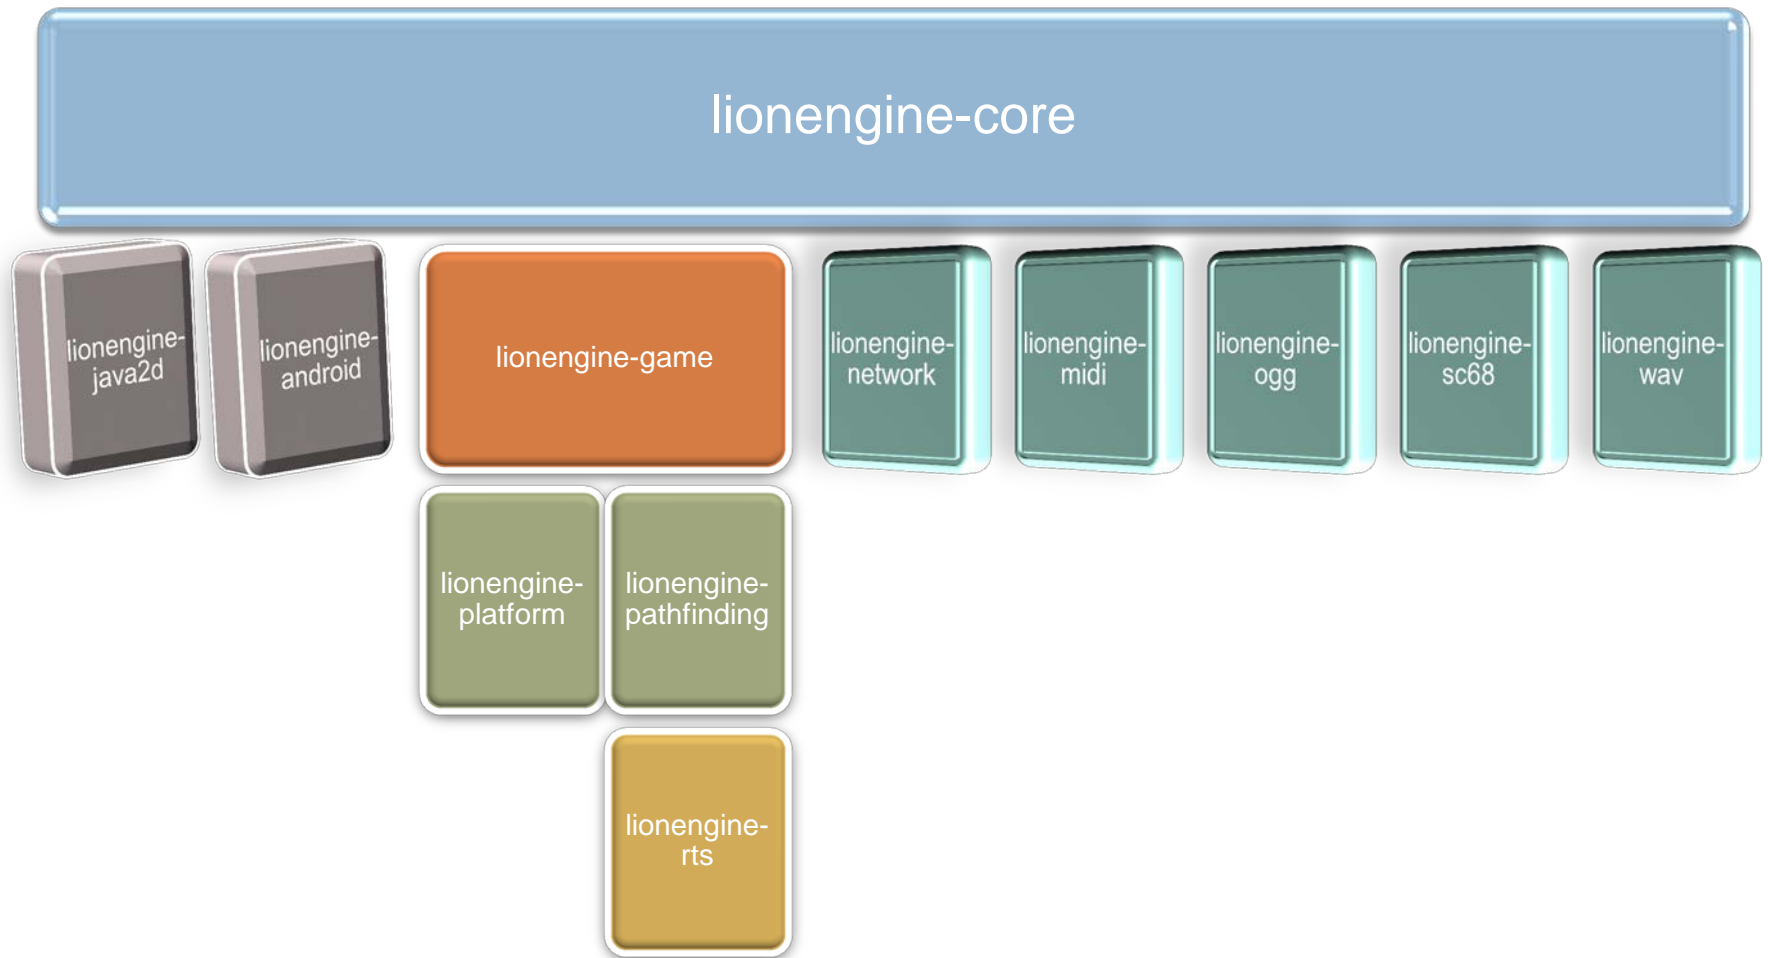 lionengine-core
lionengine-
java2d
lionengine-
android
lionengine-game
lionengine-
network
lionengine-
midi
lionengine-
ogg
lionengine-
sc68
lionengine-
wav
lionengine-
platform
lionengine-
pathfinding
lionengine-
rts